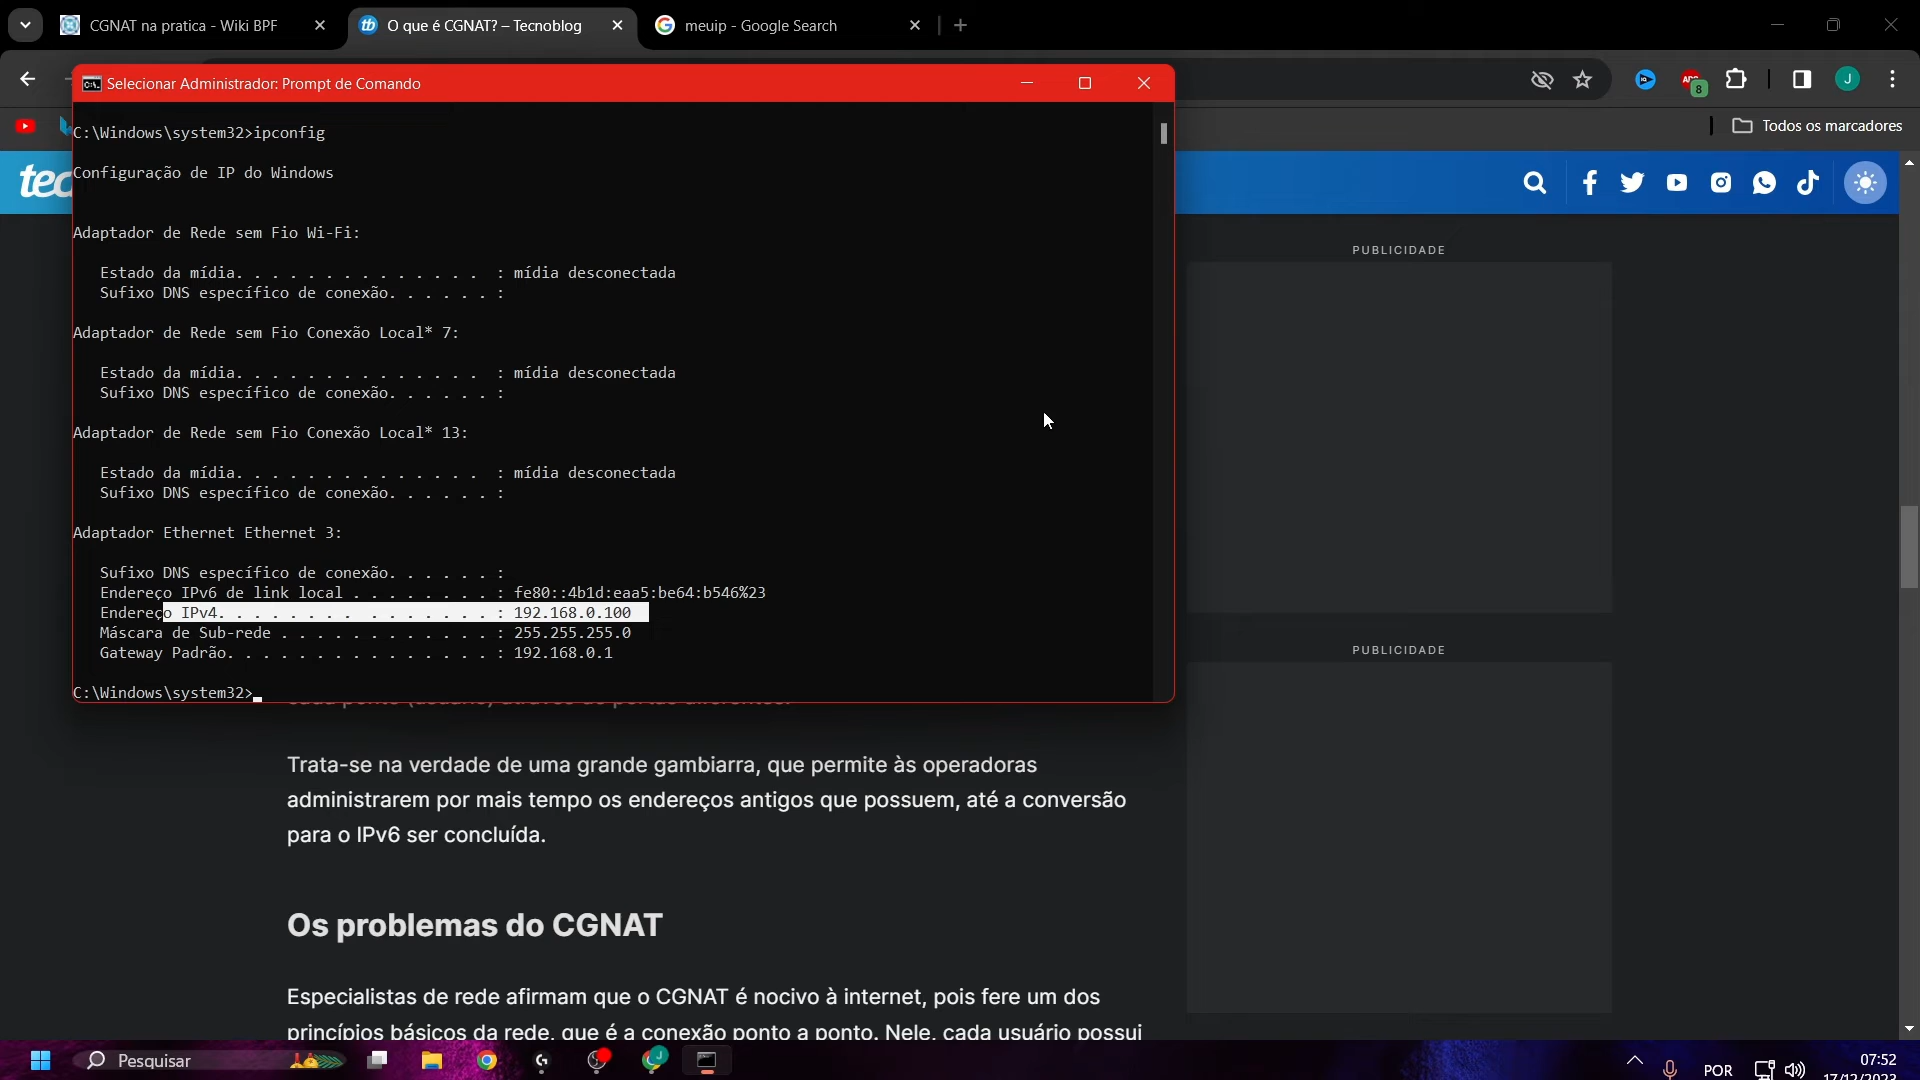 CGNAT na pratica - Wiki BPF
O que é CGNAT? – Tecnoblog
meuip - Google Search
Selecionar Administrador: Prompt de Comando
8
J
Todos os marcadores
C:\Windows\system32>ipconfig
Configuração de IP do Windows
tec
PUBLICIDADE
Adaptador de Rede sem Fio Wi-Fi:
Estado da mídia. . . . . . . . . . . . . .  : mídia desconectada
Sufixo DNS específico de conexão. . . . . . :
Adaptador de Rede sem Fio Conexão Local* 7:
Estado da mídia. . . . . . . . . . . . . .  : mídia desconectada
Sufixo DNS específico de conexão. . . . . . :
Adaptador de Rede sem Fio Conexão Local* 13:
Estado da mídia. . . . . . . . . . . . . .  : mídia desconectada
Sufixo DNS específico de conexão. . . . . . :
Adaptador Ethernet Ethernet 3:
Sufixo DNS específico de conexão. . . . . . :
Endereço IPv6 de link local . . . . . . . . : fe80::4b1d:eaa5:be64:b546%23
Endereço IPv4. . . . . . . .  . . . . . . . : 192.168.0.100
Máscara de Sub-rede . . . . . . . . . . . . : 255.255.255.0
Gateway Padrão. . . . . . . . . . . . . . . : 192.168.0.1
C:\Windows\system32>
PUBLICIDADE
Trata-se na verdade de uma grande gambiarra, que permite às operadoras
administrarem por mais tempo os endereços antigos que possuem, até a conversão
para o IPv6 ser concluída.
Os problemas do CGNAT
Especialistas de rede afirmam que o CGNAT é nocivo à internet, pois fere um dos
princípios básicos da rede, que é a conexão ponto a ponto. Nele, cada usuário possui
Pesquisar
J
POR
07:52
17/12/2023